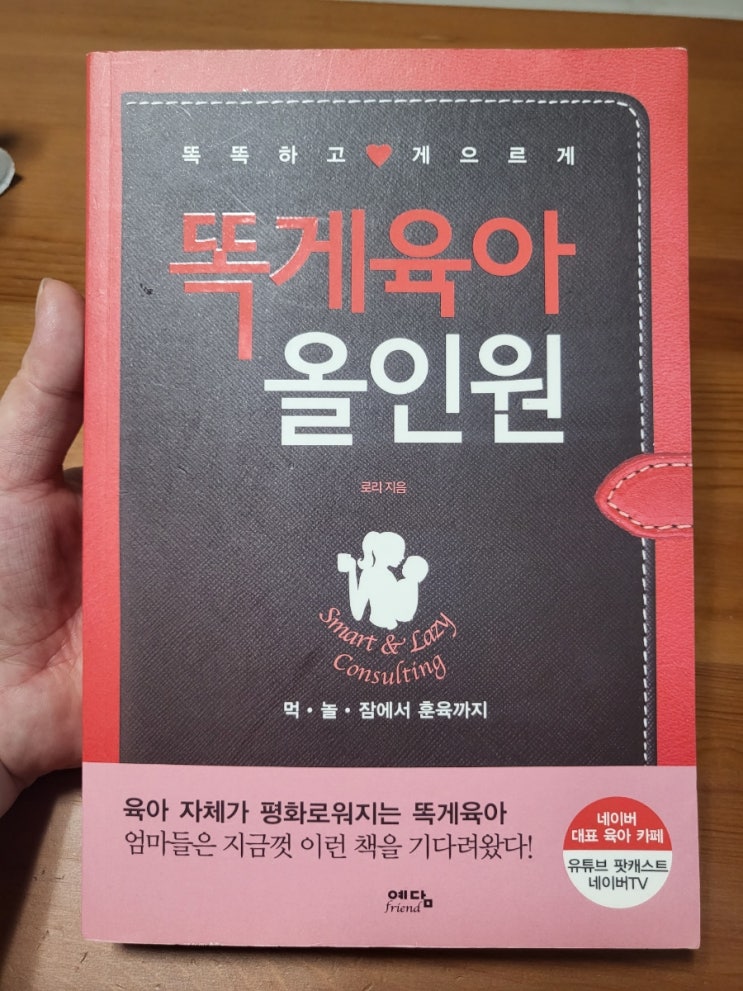 똑똑하고♥게으르게
똑게육아
올인원
로리 지음
Smart & Lazy
Consulting
먹·놀·잠에서 훈육까지
육아 자체가 평화로워지는 똑게육아
엄마들은 지금껏 이런 책을 기다려왔다!
네이버
대표 육아 카페
유튜브 팟캐스트
네이버TV
예담
friend